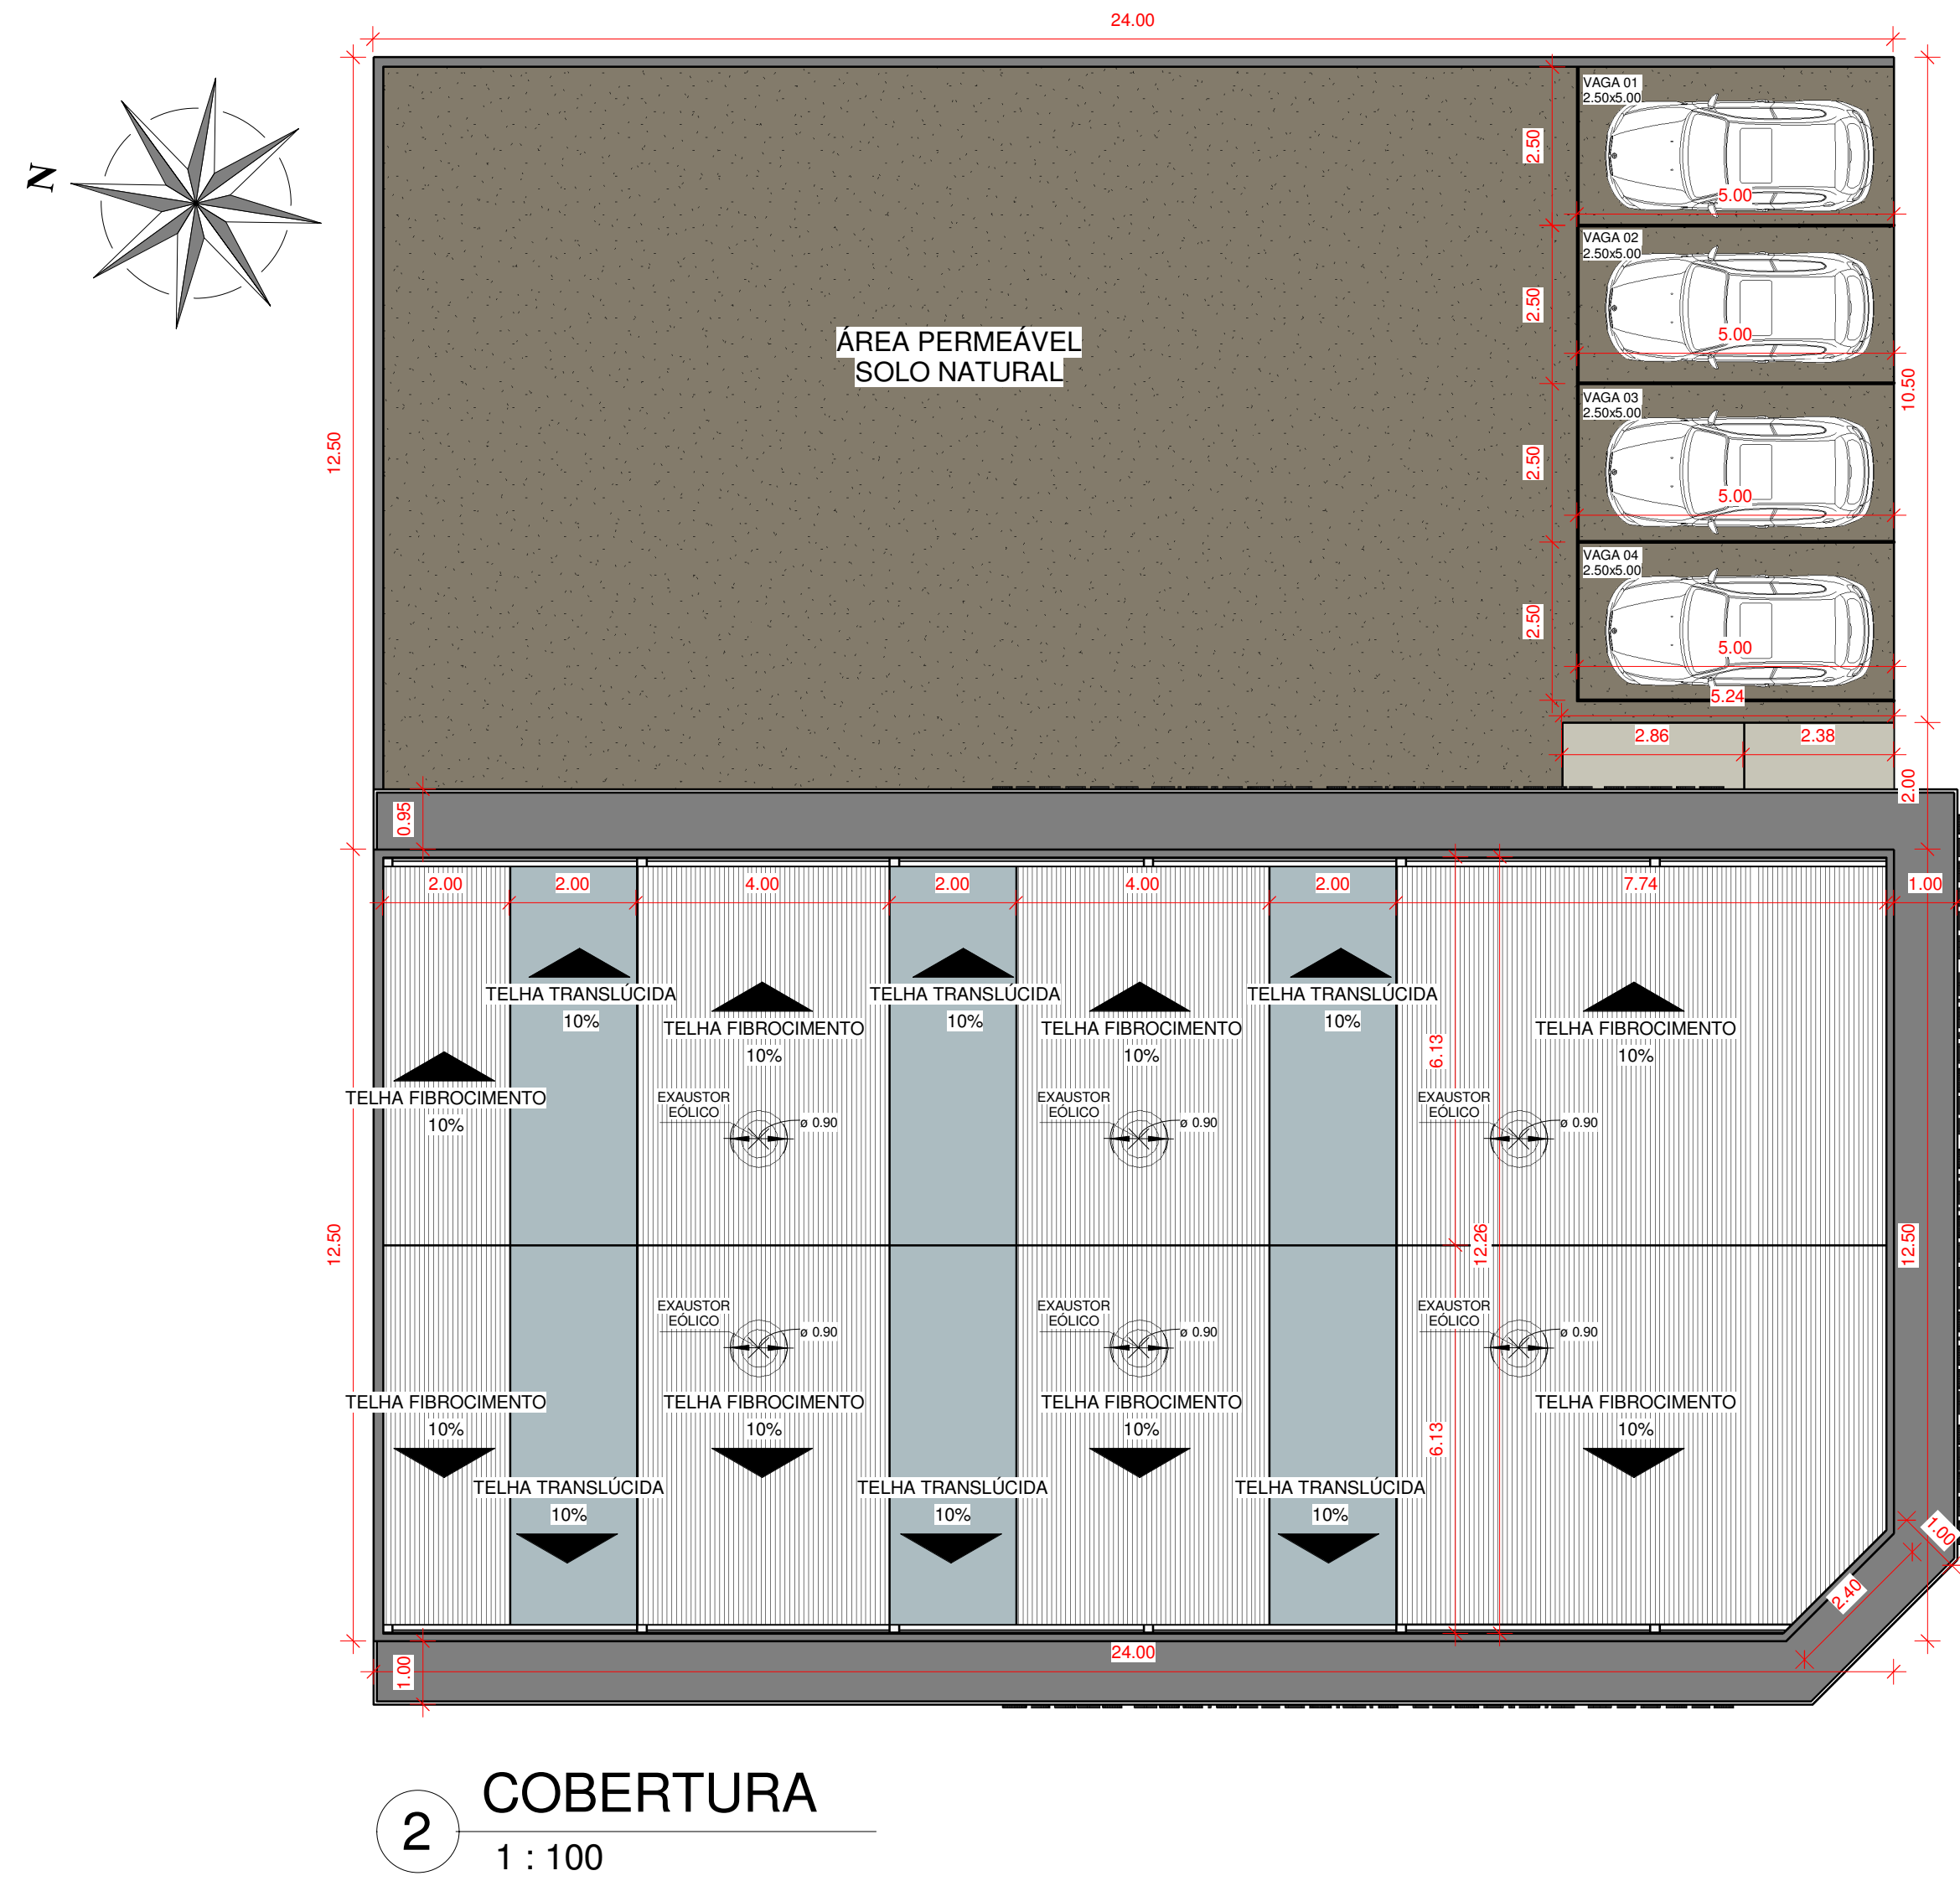 24.00
N
VAGA 01
2.50x5.00
2.50
5.00
VAGA 02
2.50x5.00
2.50
5.00
10.50
ÁREA PERMEÁVEL
SOLO NATURAL
12.50
VAGA 03
2.50x5.00
2.50
5.00
VAGA 04
2.50x5.00
2.50
5.00
5.24
2.86
2.38
2.00
0.95
2.00
2.00
4.00
2.00
4.00
2.00
7.74
1.00
TELHA TRANSLÚCIDA
10%
TELHA TRANSLÚCIDA
10%
TELHA TRANSLÚCIDA
10%
TELHA FIBROCIMENTO
10%
TELHA FIBROCIMENTO
10%
TELHA FIBROCIMENTO
10%
6.13
TELHA FIBROCIMENTO
10%
EXAUSTOR
EÓLICO
ø 0.90
EXAUSTOR
EÓLICO
ø 0.90
EXAUSTOR
EÓLICO
ø 0.90
12.50
12.26
12.50
EXAUSTOR
EÓLICO
ø 0.90
EXAUSTOR
EÓLICO
ø 0.90
EXAUSTOR
EÓLICO
ø 0.90
TELHA FIBROCIMENTO
10%
TELHA FIBROCIMENTO
10%
TELHA FIBROCIMENTO
10%
6.13
TELHA FIBROCIMENTO
10%
TELHA TRANSLÚCIDA
10%
TELHA TRANSLÚCIDA
10%
TELHA TRANSLÚCIDA
10%
1.00
2.40
24.00
1.00
2
COBERTURA
1 : 100